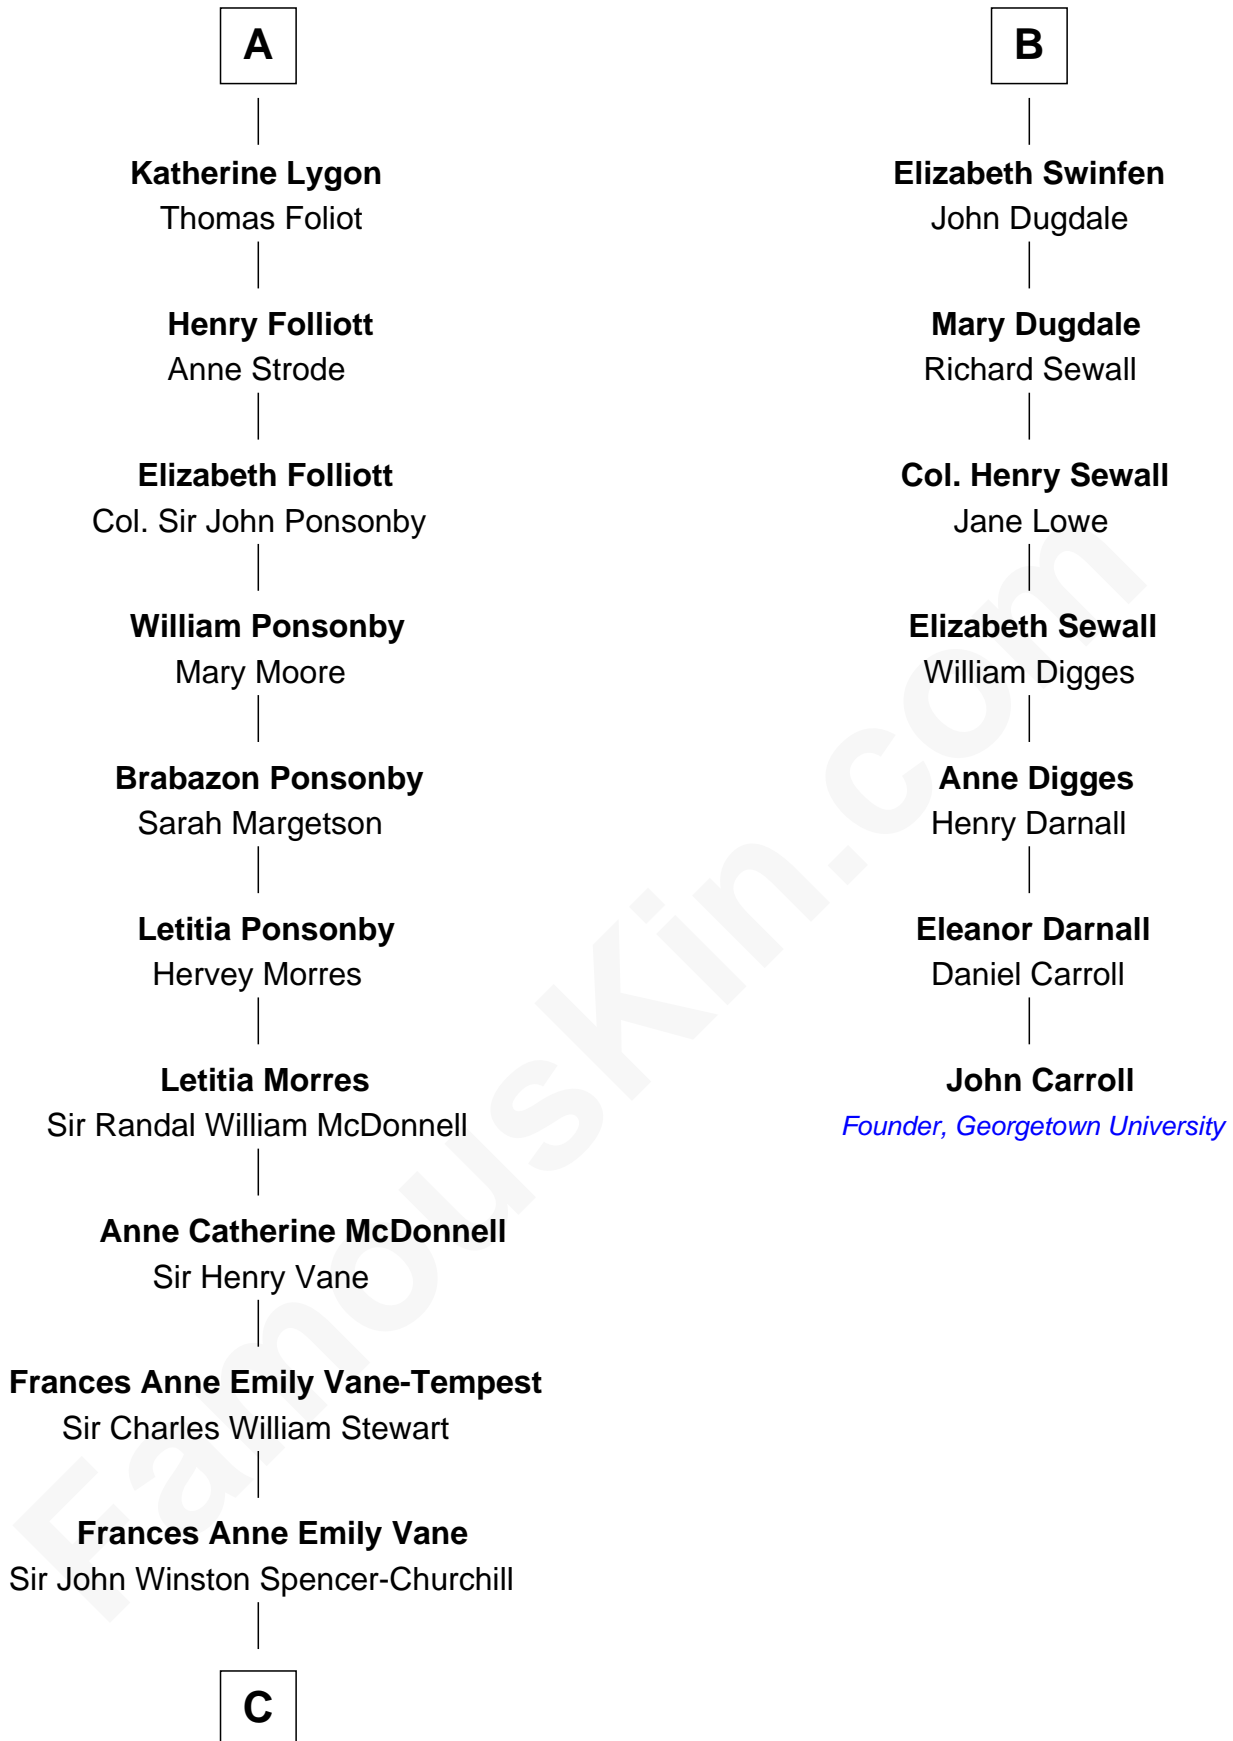 A
Katherine Lygon
Thomas Foliot
Henry Folliott
Anne Strode
Elizabeth Folliott
Col. Sir John Ponsonby
William Ponsonby
Mary Moore
Brabazon Ponsonby
Sarah Margetson
Letitia Ponsonby
Hervey Morres
Letitia Morres
Sir Randal William McDonnell
Anne Catherine McDonnell
Sir Henry Vane
Frances Anne Emily Vane-Tempest
Sir Charles William Stewart
Frances Anne Emily Vane
Sir John Winston Spencer-Churchill
C
B
Elizabeth Swinfen
John Dugdale
Mary Dugdale
Richard Sewall
Col. Henry Sewall
Jane Lowe
Elizabeth Sewall
William Digges
Anne Digges
Henry Darnall
Eleanor Darnall
Daniel Carroll
John Carroll
Founder, Georgetown University
FamousKin.com